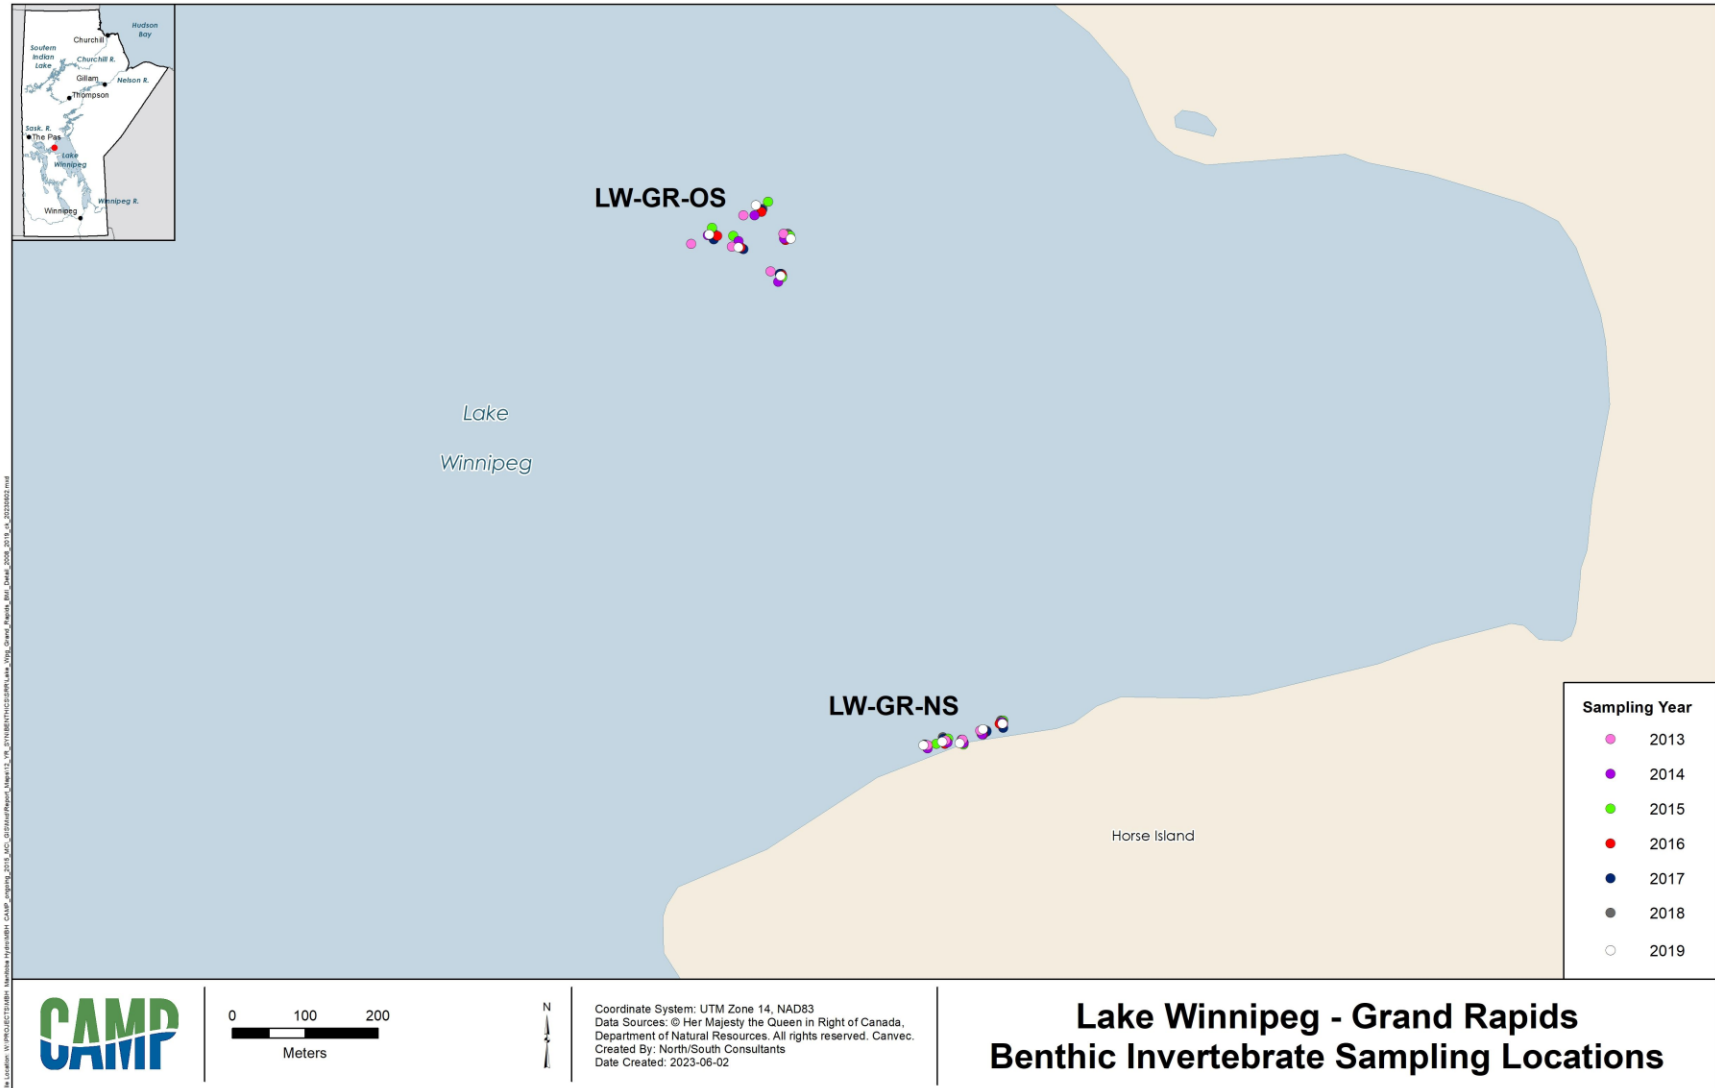 Hudson
Bay
Churchill
Soufern
Indian
Lake
Churchill R.
Gillam
Nelson R.
Thompson
Sask. R.
The Pas
Lake
Winnipeg
Winnipeg R.
Winnipeg
LW-GR-OS
Lake
Winnipeg
LW-GR-NS
Horse Island
Sampling Year
2013
2014
2015
2016
2017
2018
2019
CAMP
0 100 200
Meters
N
Coordinate System: UTM Zone 14, NAD83
Data Sources: © Her Majesty the Queen in Right of Canada,
Department of Natural Resources. All rights reserved. Canvec.
Created By: North/South Consultants
Date Created: 2023-06-02
Lake Winnipeg - Grand Rapids
Benthic Invertebrate Sampling Locations